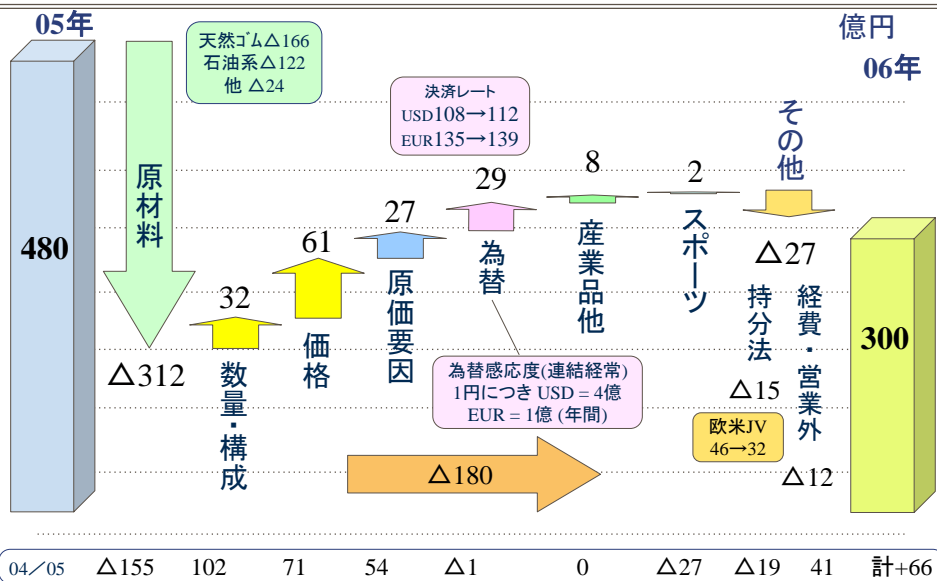 05年
億円
06年
天然ゴム△166
石油系△122
他 △24
決済レート
USD108→112
EUR135→139
480
原材料
△312
32
数量・構成
61
価格
27
原価要因
29
為替
8
産業品他
2
スポーツ
その他
△27
持分法
△15
経費・営業外
△12
300
為替感応度(連結経常)
1円につき USD = 4億
EUR = 1億 (年間)
欧米JV
46→32
△180
04/05 △155 102 71 54 △1 0 △27 △19 41 計+66